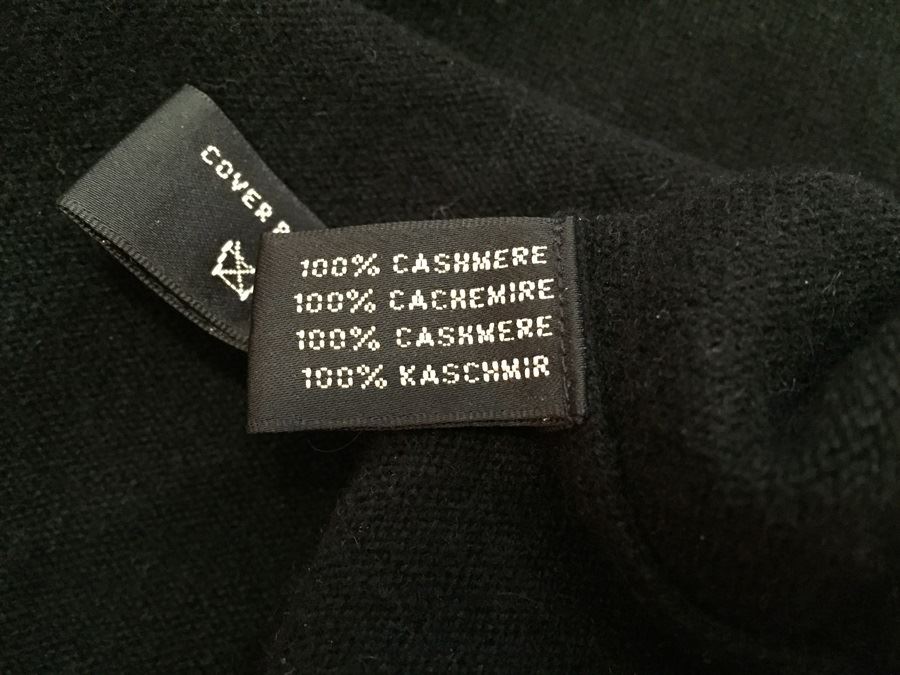 COVER
100% CASHMERE
100% CACHEMIRE
100% CASHMERE
100% KASCHMIR